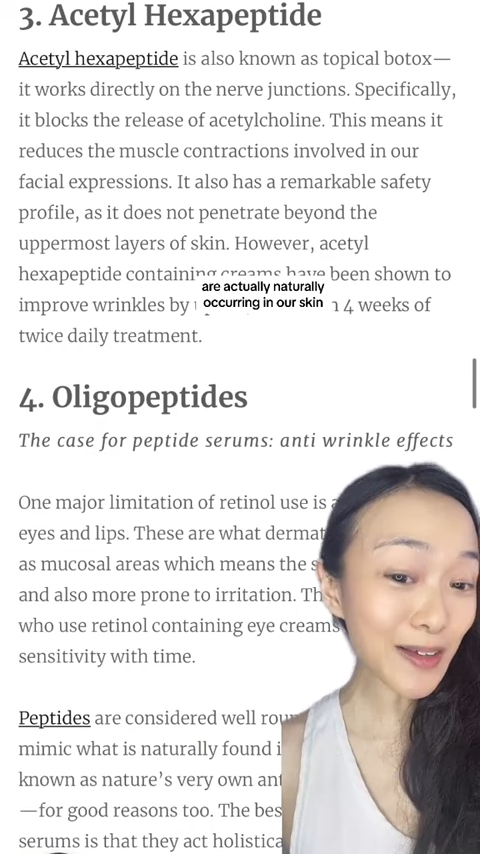 3. Acetyl Hexapeptide
Acetyl hexapeptide is also known as topical botox—
it works directly on the nerve junctions. Specifically,
it blocks the release of acetylcholine. This means it
reduces the muscle contractions involved in our
facial expressions. It also has a remarkable safety
profile, as it does not penetrate beyond the
uppermost layers of skin. However, acetyl
hexapeptide containing creams have been shown to
are actually naturally
occurring in our skin
improve wrinkles by 4 weeks of
twice daily treatment.
4. Oligopeptides
The case for peptide serums: anti wrinkle effects
One major limitation of retinol use is
eyes and lips. These are what
as mucosal areas which means the
and also more prone to irritation.
who use retinol containing eye creams
sensitivity with time.
Peptides are considered well
mimic what is naturally found
known as nature's very own
—for good reasons too. The
serums is that they act